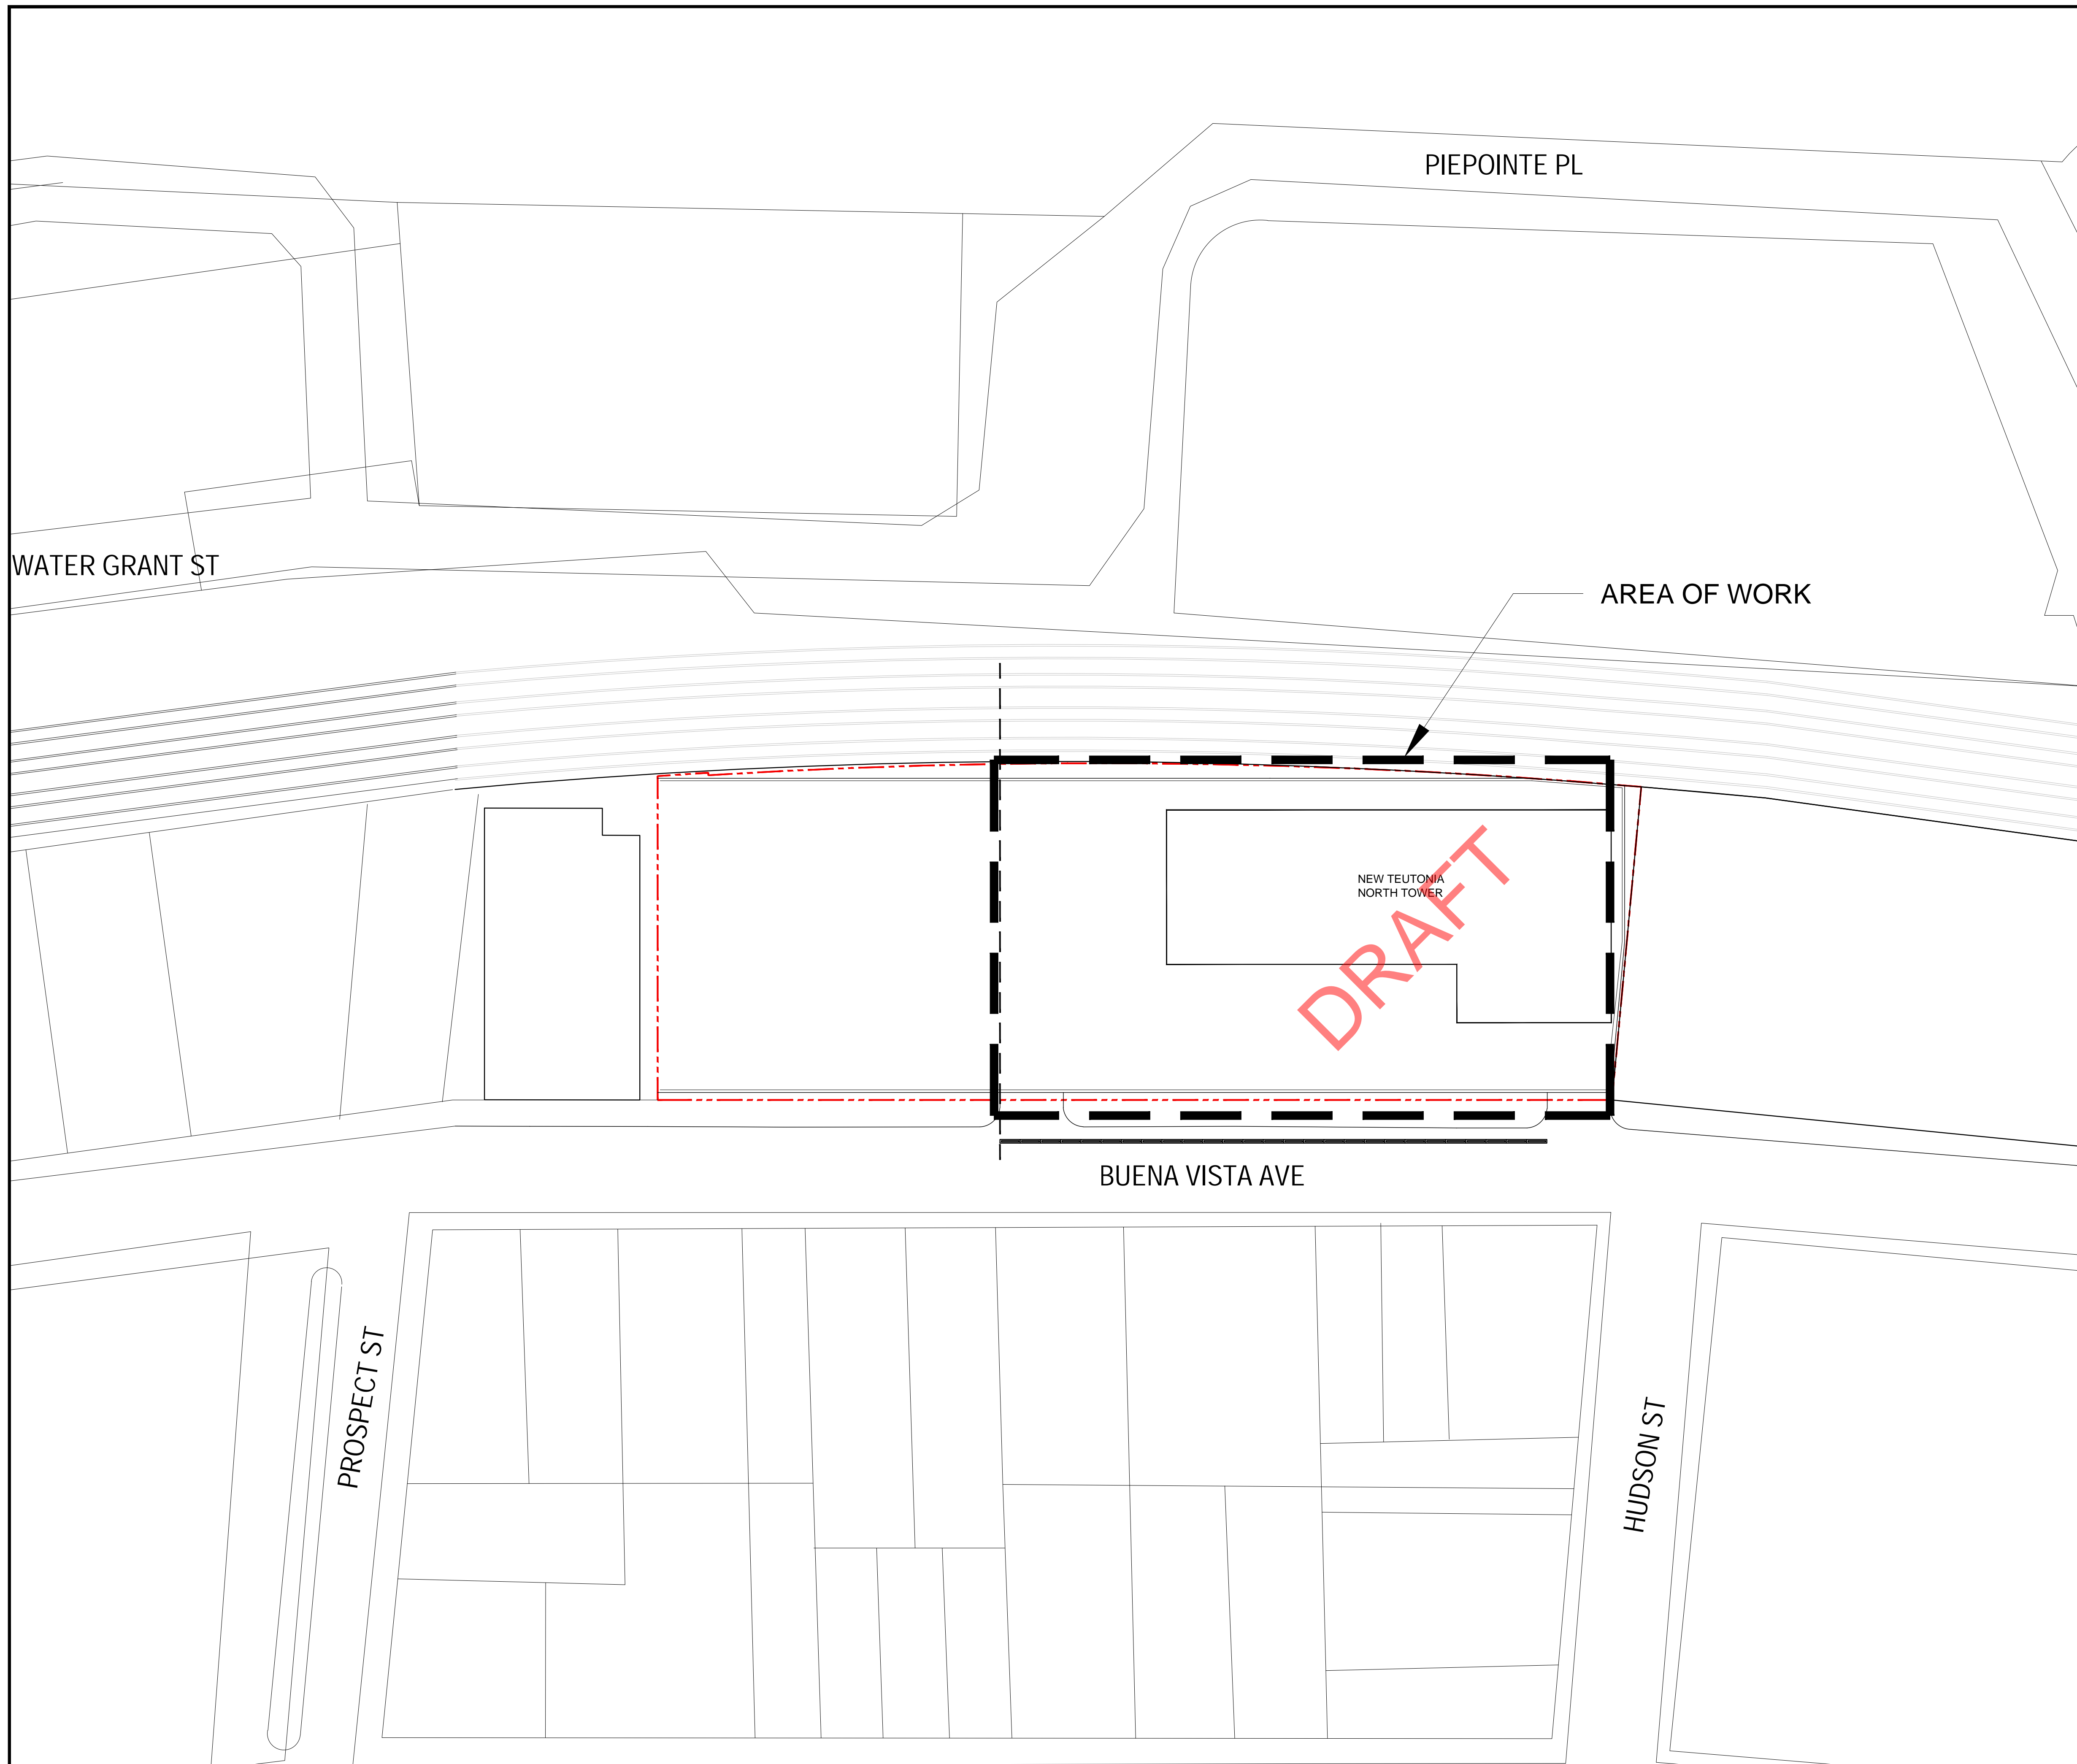 PIEPOINTE PL
WATER GRANT ST
AREA OF WORK
NEW TEUTONIA
NORTH TOWER
DRAFT
BUENA VISTA AVE
PROSPECT ST
HUDSON ST